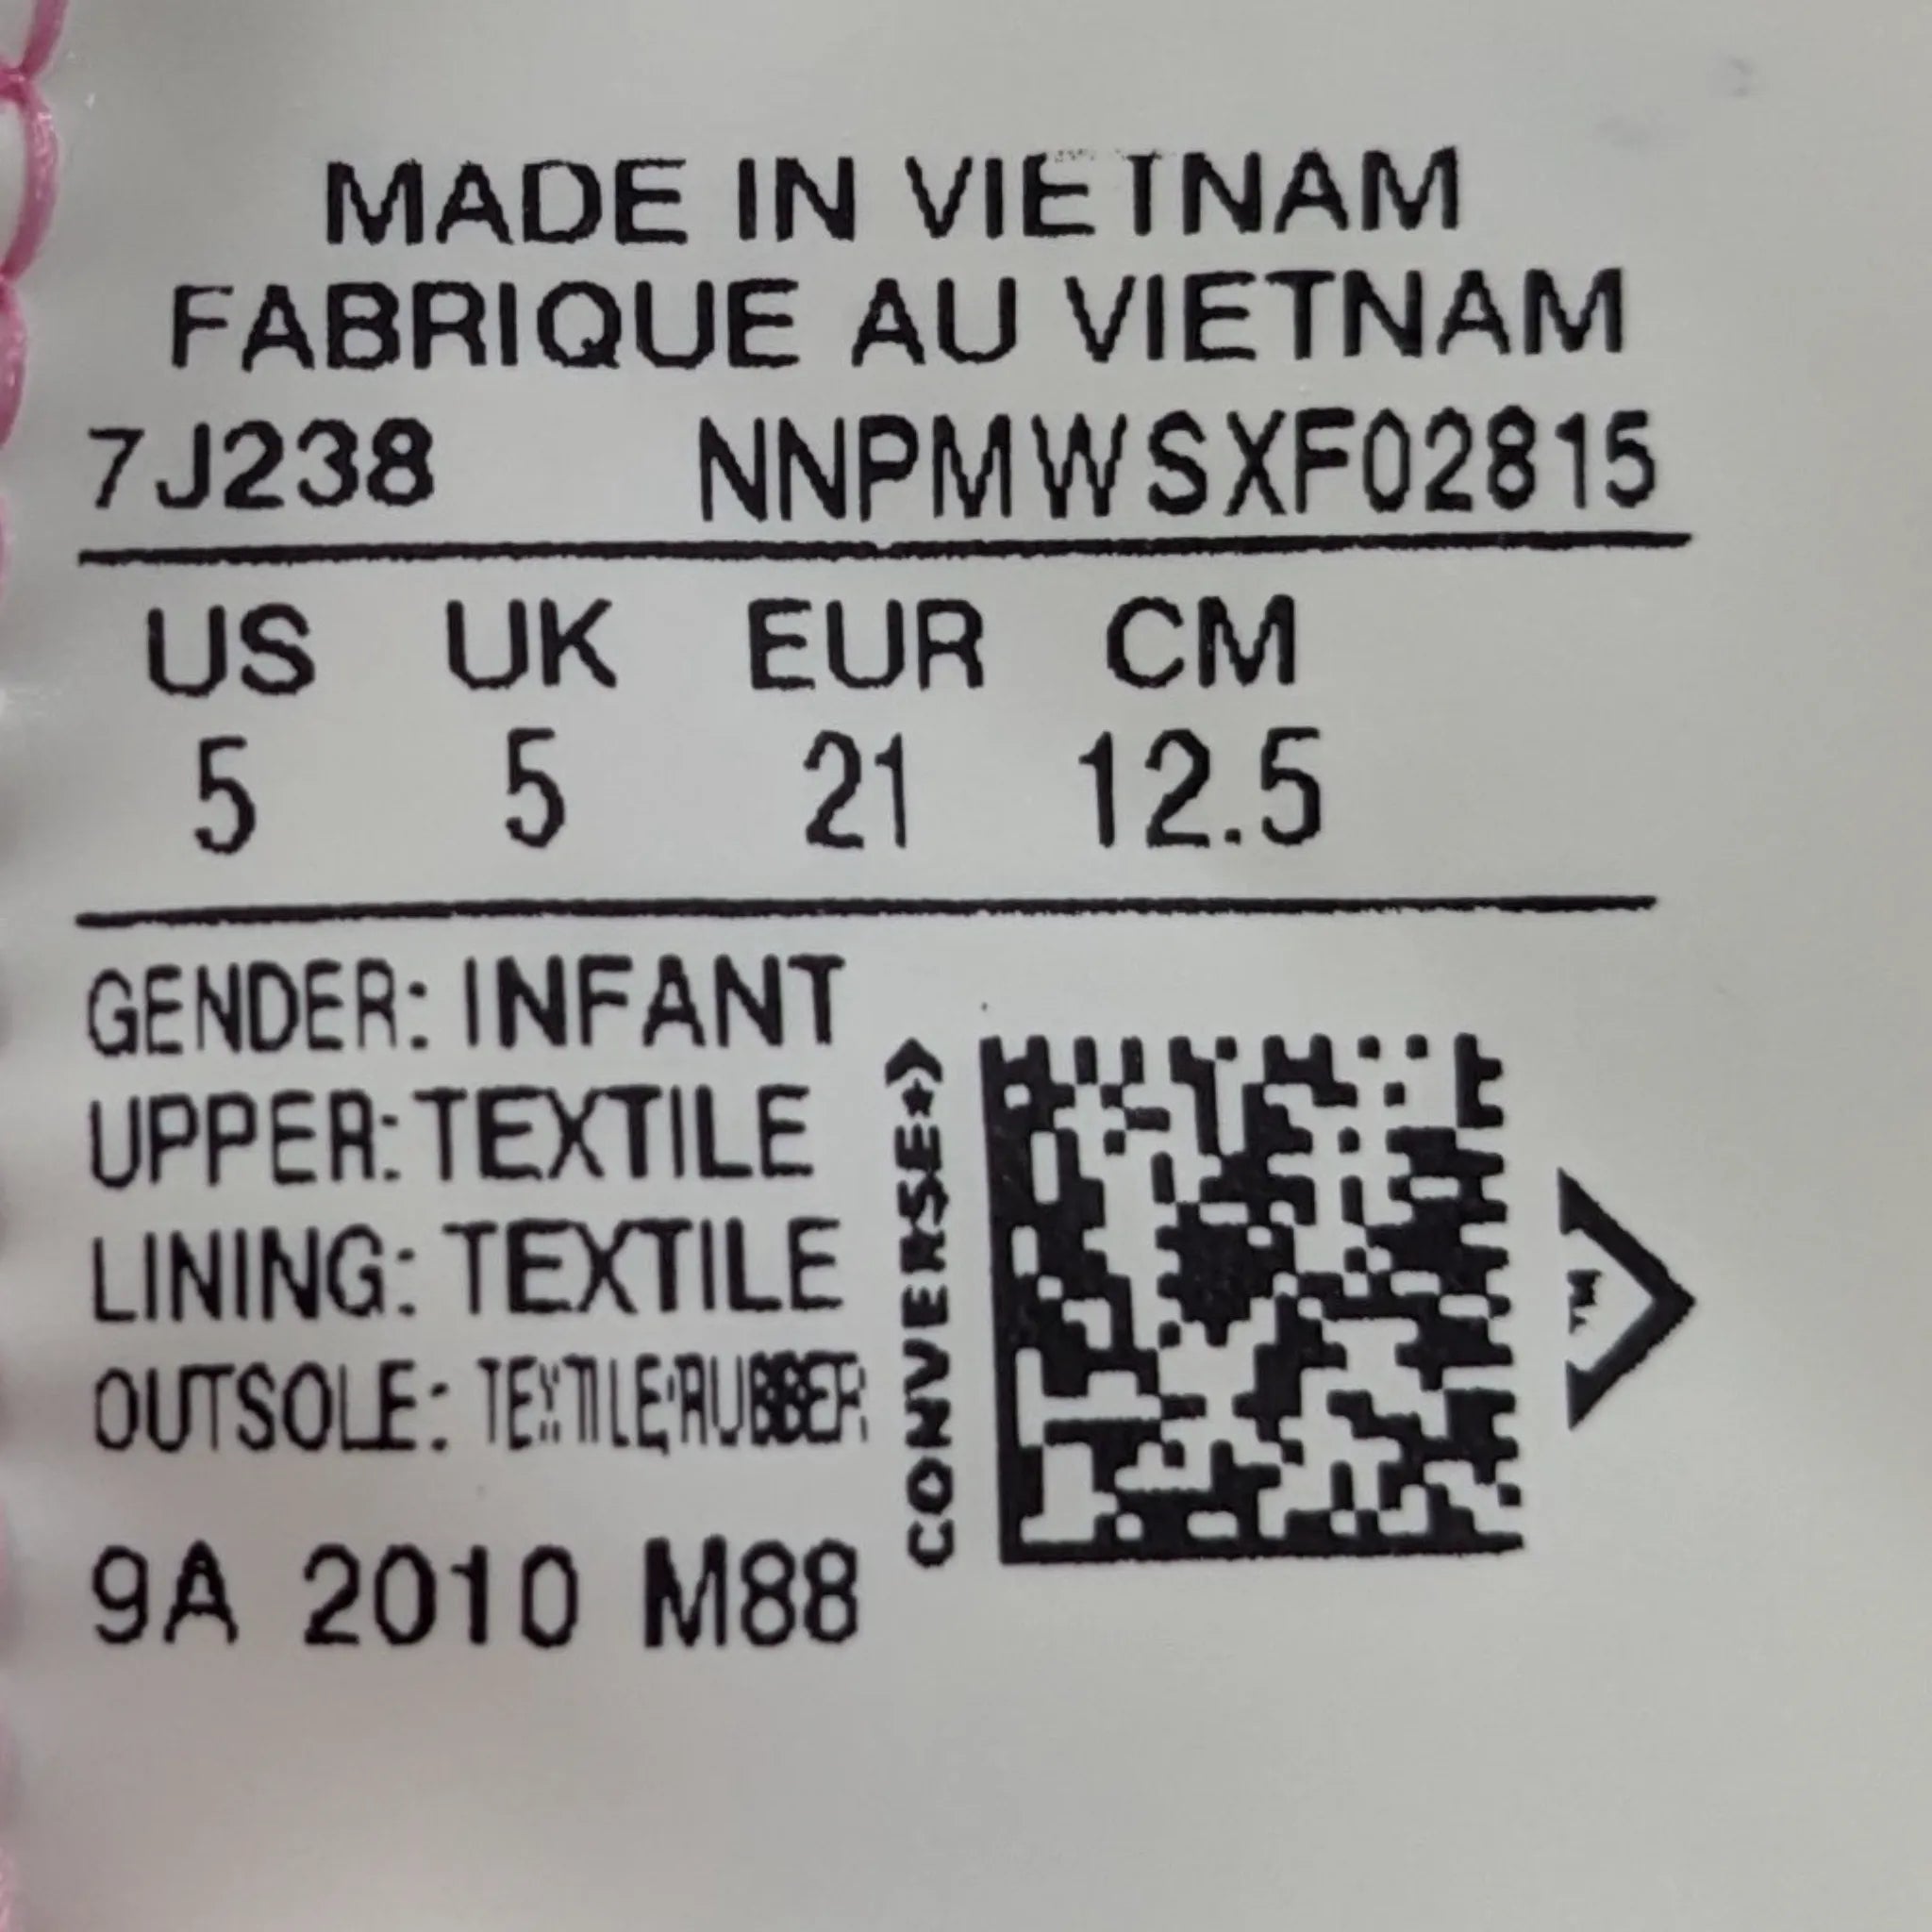 MADE IN VIETNAM
FABRIQUE AU VIETNAM
7J238 NNPMWSXF02815
US UK EUR CM
5 5 21 12.5
GENDER: INFANT
UPPER: TEXTILE
LINING: TEXTILE
OUTSOLE: TEXTILE/RUBBER
9A 2010 M88
CONVERSE
TM